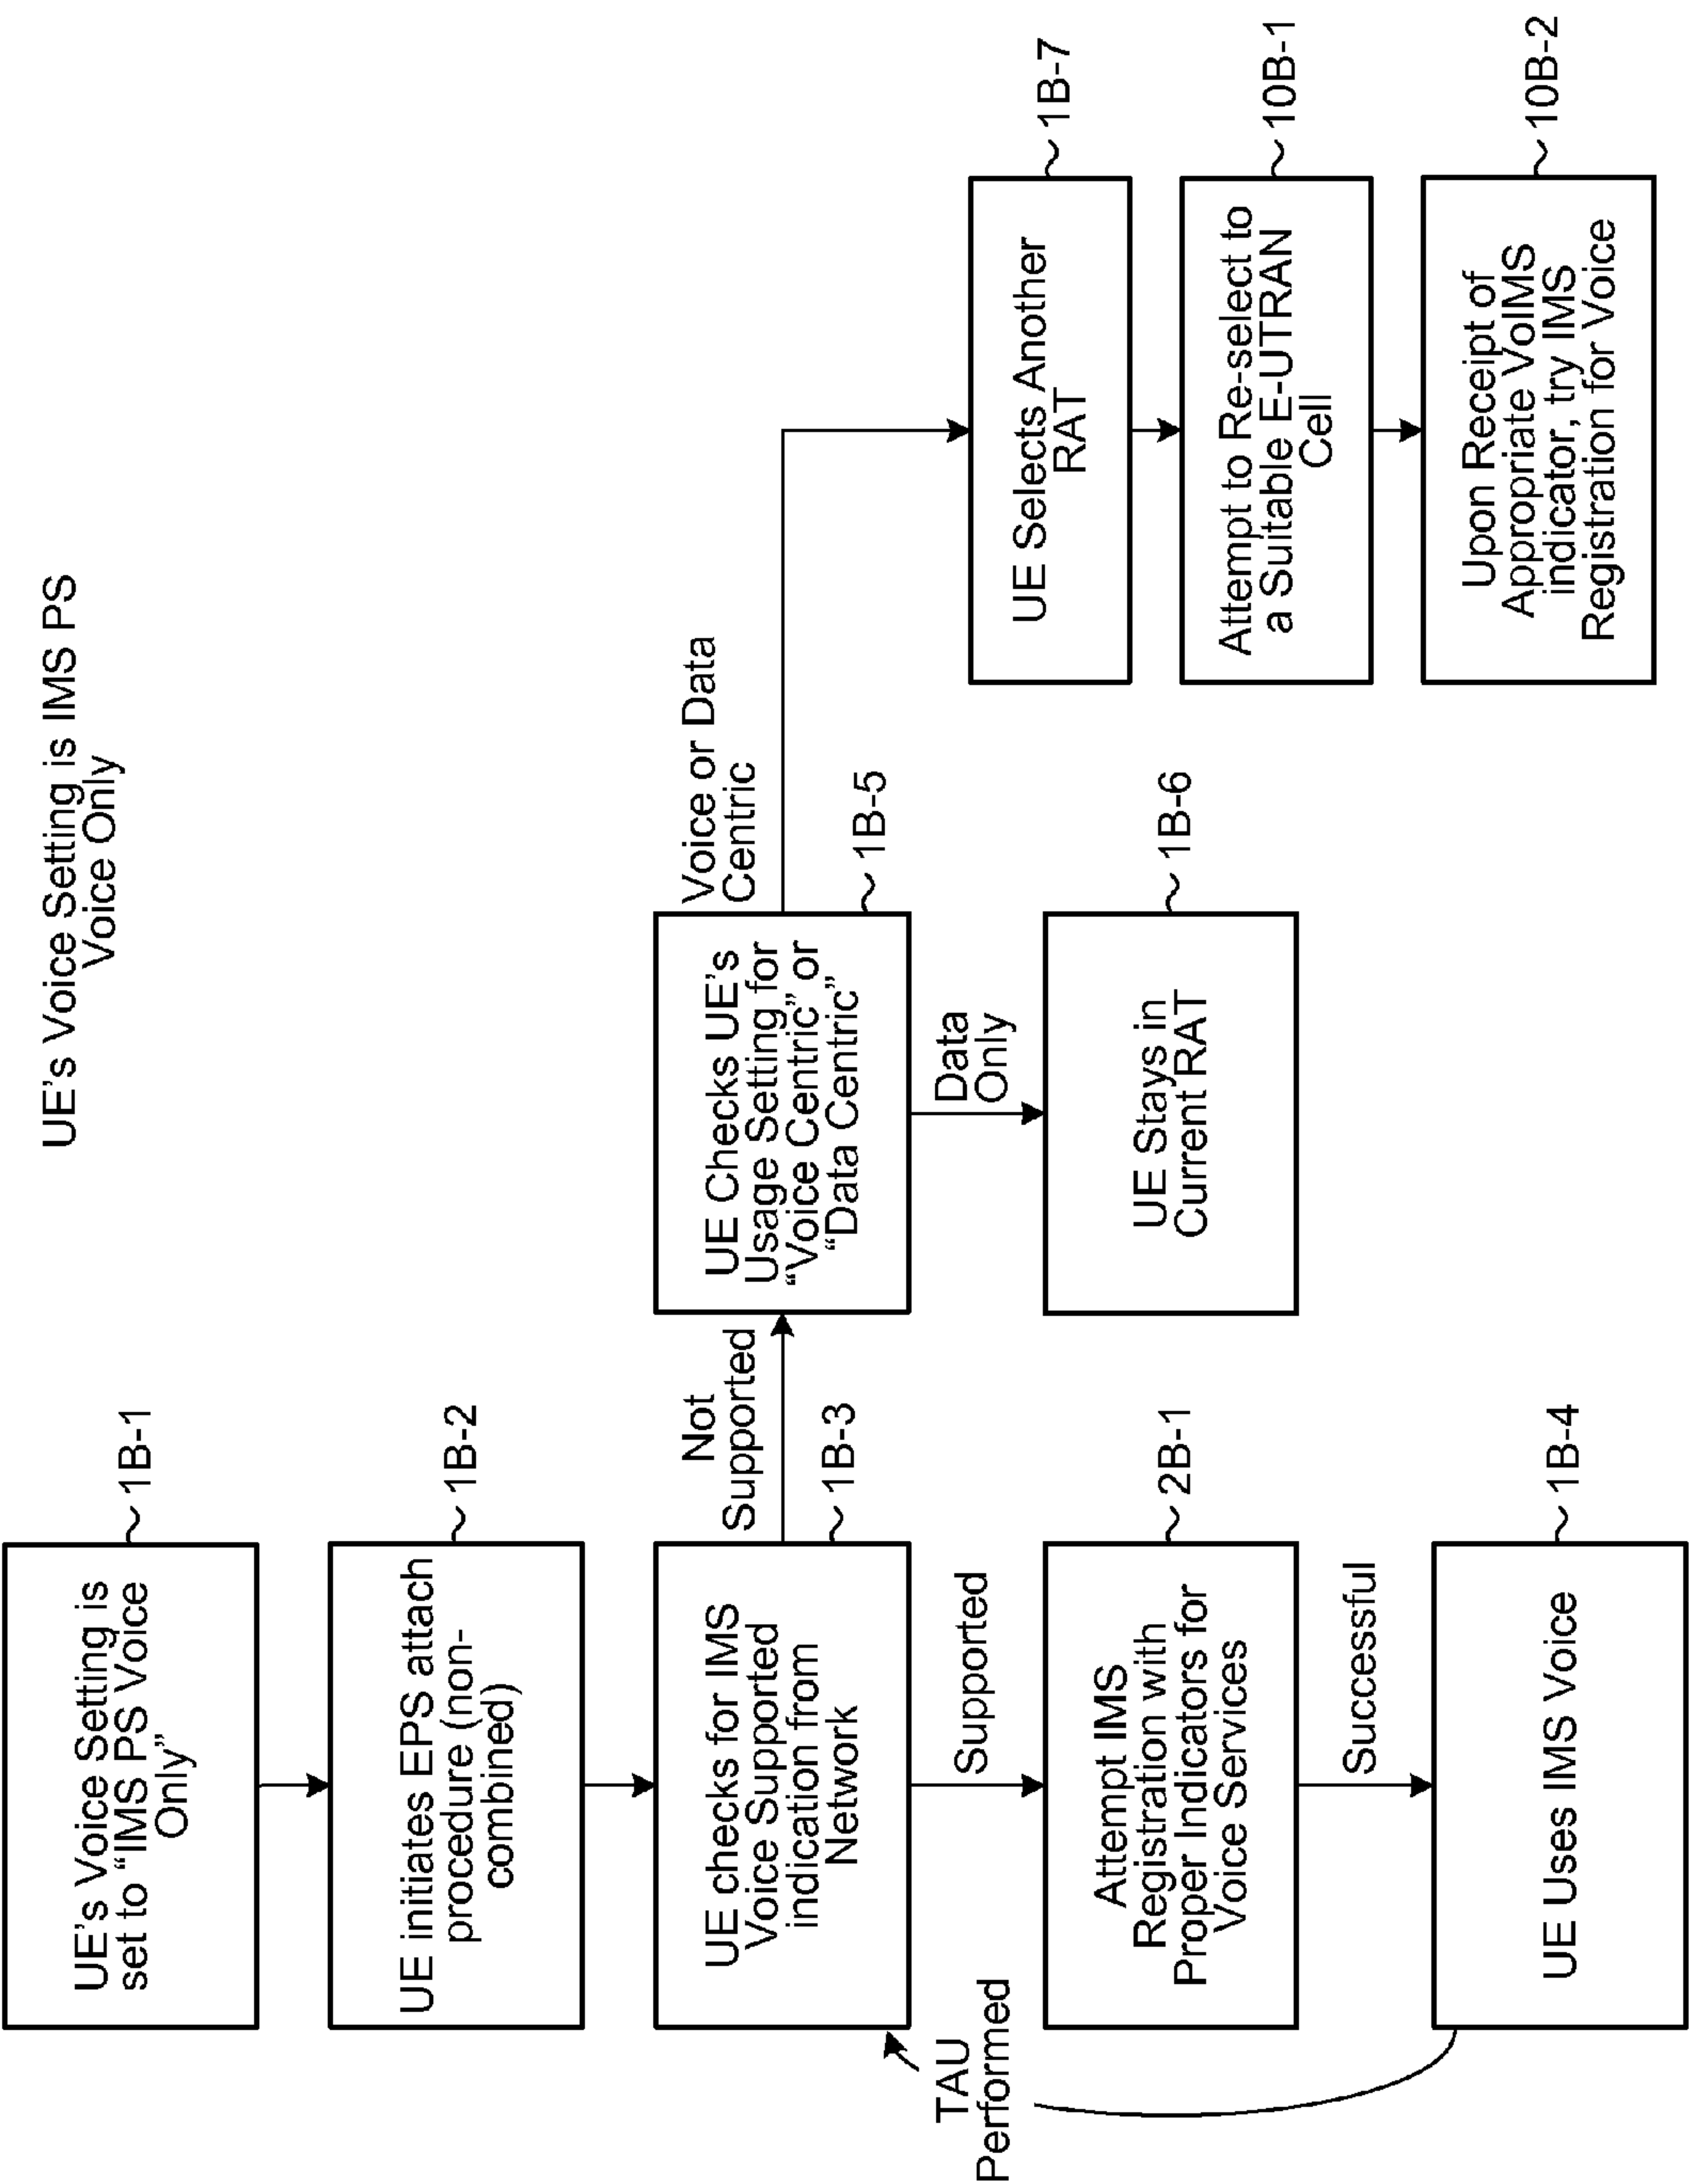 UE's Voice Setting is IMS PS
Voice Only
UE's Voice Setting is
set to “IMS PS Voice
Only”
1B-1
UE initiates EPS attach
procedure (non-
combined)
1B-2
UE checks for IMS
Voice Supported
indication from
Network
1B-3
Not
Supported
UE Checks UE's
Usage Setting for
“Voice Centric” or
“Data Centric”
1B-5
Voice or Data
Centric
Data
Only
UE Stays in
Current RAT
1B-6
UE Selects Another
RAT
1B-7
Attempt to Re-select to
a Suitable E-UTRAN
Cell
10B-1
Upon Receipt of
Appropriate VoIMS
indicator, try IMS
Registration for Voice
10B-2
Supported
Attempt IMS
Registration with
Proper Indicators for
Voice Services
2B-1
Successful
UE Uses IMS Voice
1B-4
TAU
Performed